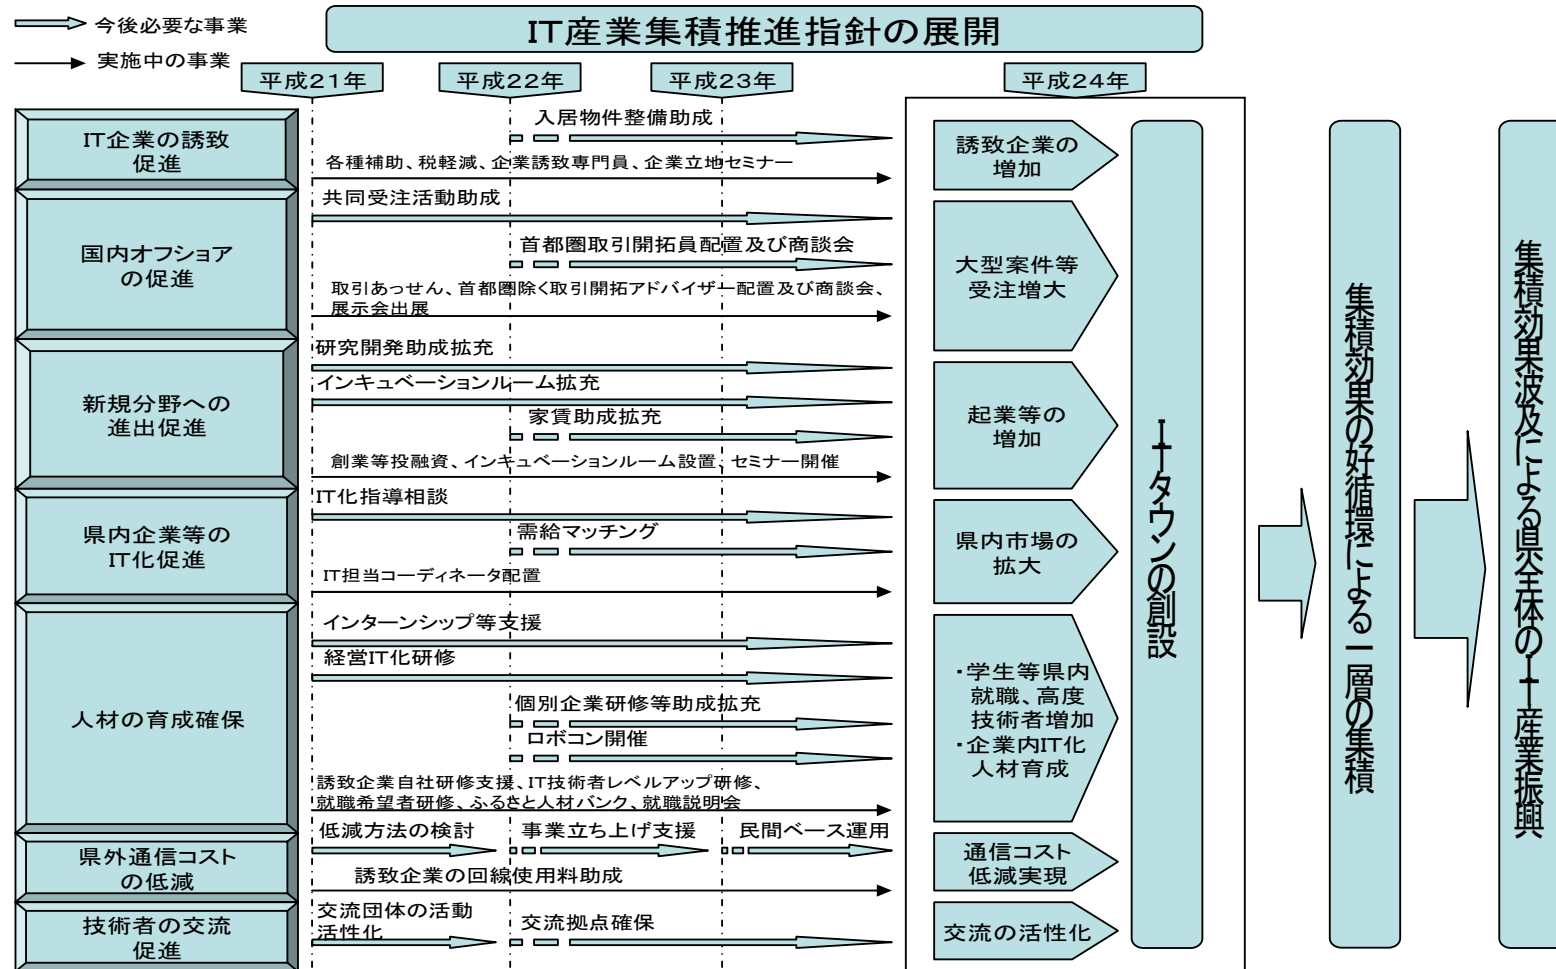 今後必要な事業
実施中の事業
IT産業集積推進指針の展開
平成21年
平成22年
平成23年
平成24年
IT企業の誘致
促進
入居物件整備助成
各種補助、税軽減、企業誘致専門員、企業立地セミナー
誘致企業の
増加
国内オフショア
の促進
共同受注活動助成
首都圏取引開拓員配置及び商談会
取引あっせん、首都圏除く取引開拓アドバイザー配置及び商談会、
展示会出展
大型案件等
受注増大
新規分野への
進出促進
研究開発助成拡充
インキュベーションルーム拡充
家賃助成拡充
創業等投融資、インキュベーションルーム設置、セミナー開催
起業等の
増加
県内企業等の
IT化促進
IT化指導相談
需給マッチング
IT担当コーディネータ配置
県内市場の
拡大
人材の育成確保
インターンシップ等支援
経営IT化研修
個別企業研修等助成拡充
ロボコン開催
誘致企業自社研修支援、IT技術者レベルアップ研修、
就職希望者研修、ふるさと人材バンク、就職説明会
・学生等県内
就職、高度
技術者増加
・企業内IT化
人材育成
県外通信コスト
の低減
低減方法の検討
事業立ち上げ支援
民間ベース運用
誘致企業の回線使用料助成
通信コスト
低減実現
技術者の交流
促進
交流団体の活動
活性化
交流拠点確保
交流の活性化
ITタウンの創設
集積効果の好循環による一層の集積
集積効果波及による県全体のIT産業振興